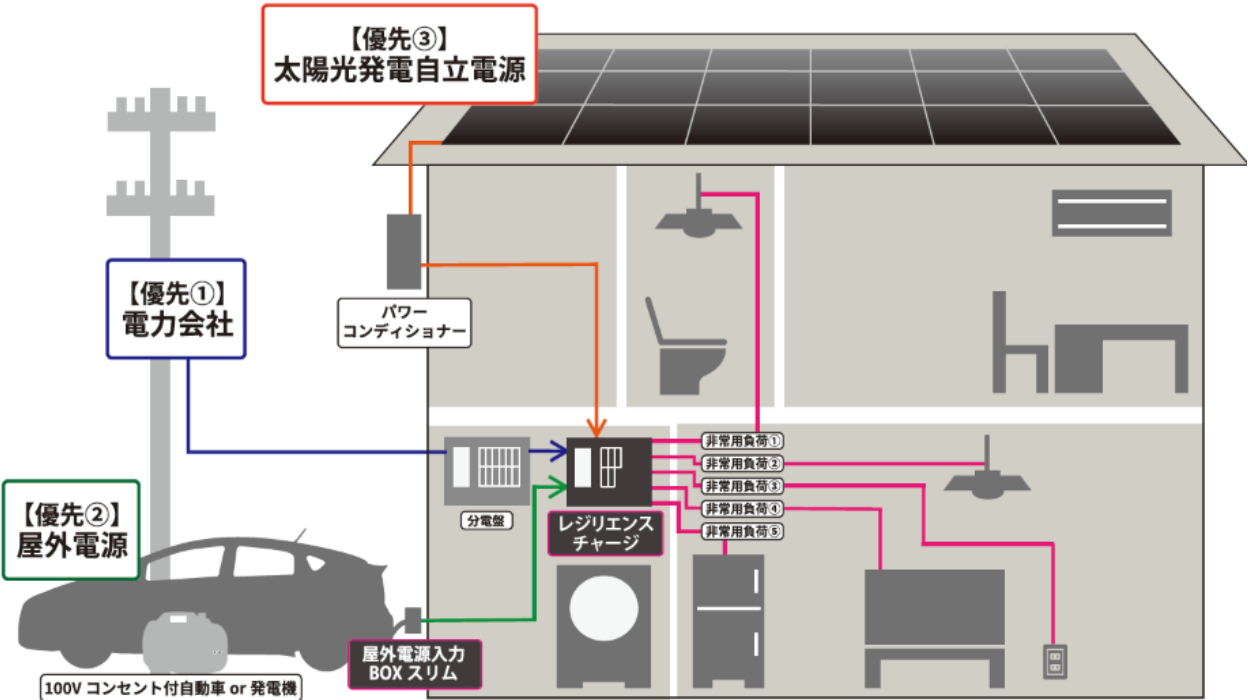 【優先③】
太陽光発電自立電源
【優先①】
電力会社
パワー
コンディショナー
【優先②】
屋外電源
分電盤
レジリエンス
チャージ
非常用負荷①
非常用負荷②
非常用負荷③
非常用負荷④
非常用負荷⑤
屋外電源入力
BOX スリム
100V コンセント付自動車 or 発電機